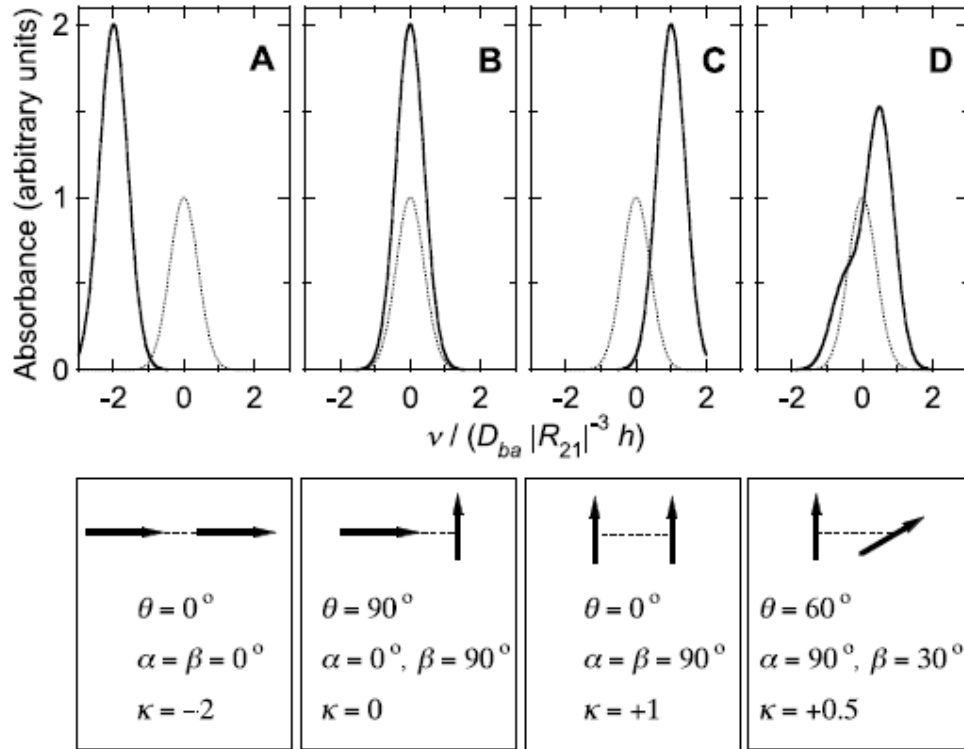 Absorbance (arbitrary units)
2
1
0
A
B
C
D
-2 0 2
-2 0 2
-2 0 2
-2 0 2
ν / (D_ba |R_21|^-3 h)
θ = 0°
α = β = 0°
κ = -2
θ = 90°
α = 0°, β = 90°
κ = 0
θ = 0°
α = β = 90°
κ = +1
θ = 60°
α = 90°, β = 30°
κ = +0.5